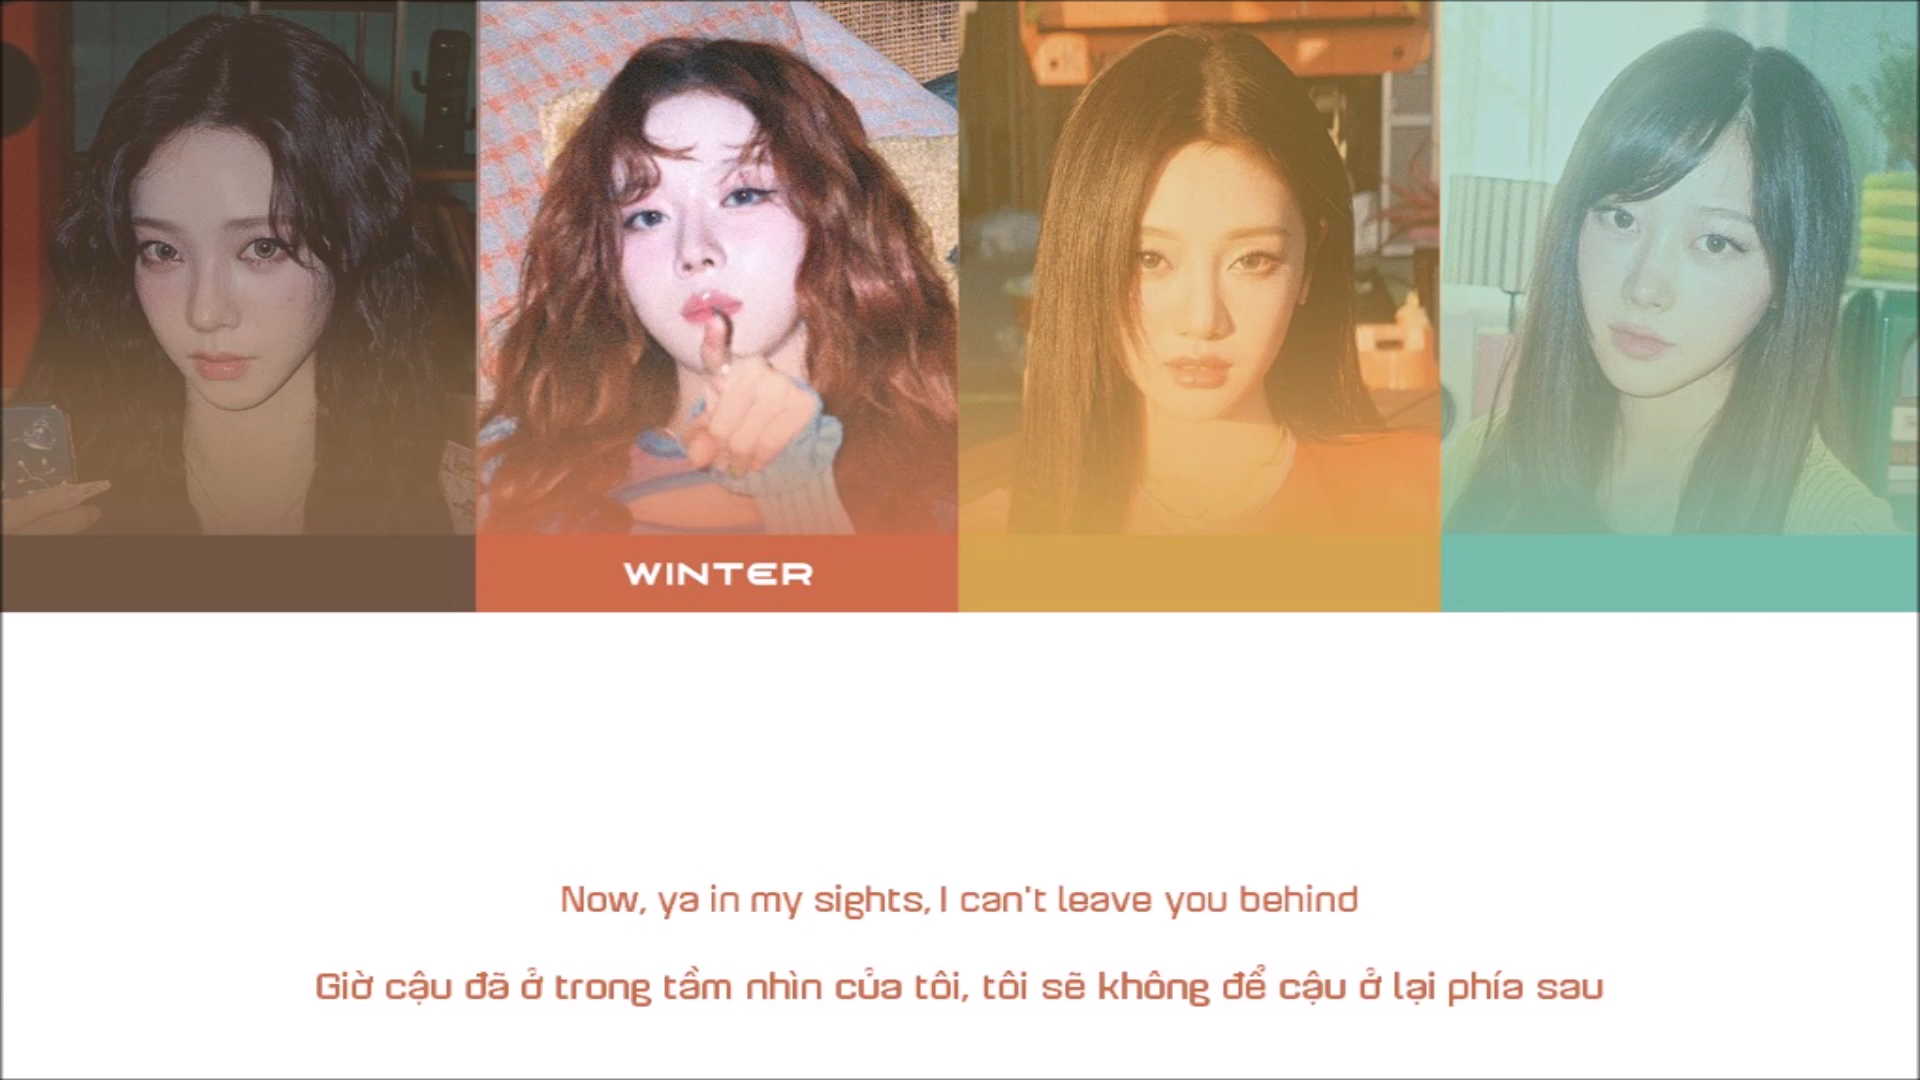 WINTER
Now, ya in my sights, I can't leave you behind
Giờ cậu đã ở trong tầm nhìn của tôi, tôi sẽ không để cậu ở lại phía sau